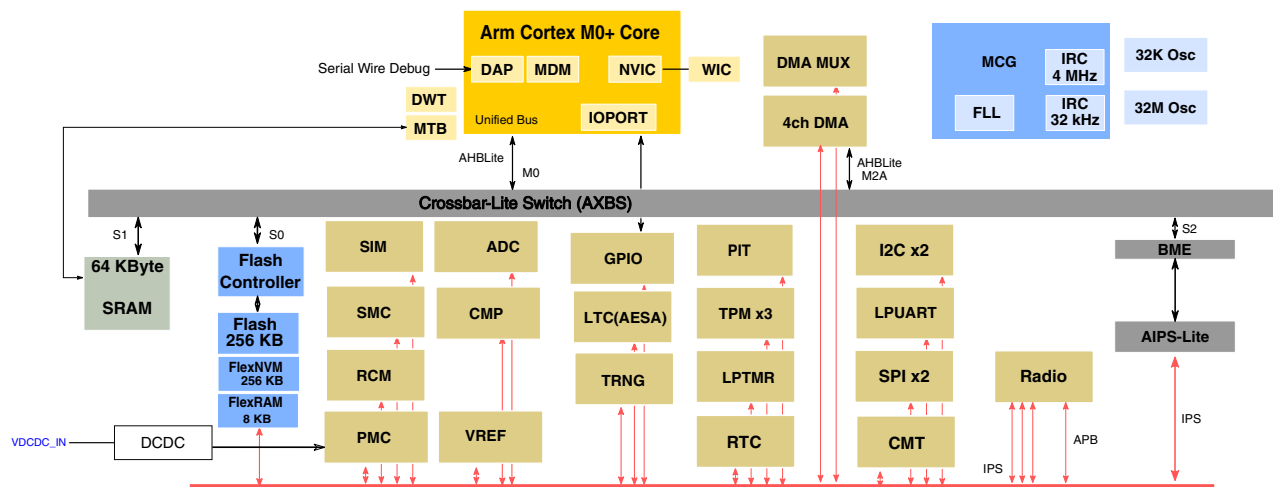 Arm Cortex M0+ Core
Serial Wire Debug
DAP
MDM
NVIC
WIC
DWT
MTB
Unified Bus
IOPORT
DMA MUX
4ch DMA
MCG
IRC
4 MHz
FLL
IRC
32 kHz
32K Osc
32M Osc
AHBLite
M0
AHBLite
M2A
Crossbar-Lite Switch (AXBS)
S1
S0
S2
64 KByte
SRAM
Flash
Controller
Flash
256 KB
FlexNVM
256 KB
FlexRAM
8 KB
VDCDC_IN
DCDC
SIM
SMC
RCM
PMC
ADC
CMP
VREF
GPIO
LTC(AESA)
TRNG
PIT
TPM x3
LPTMR
RTC
I2C x2
LPUART
SPI x2
CMT
Radio
IPS
APB
BME
AIPS-Lite
IPS